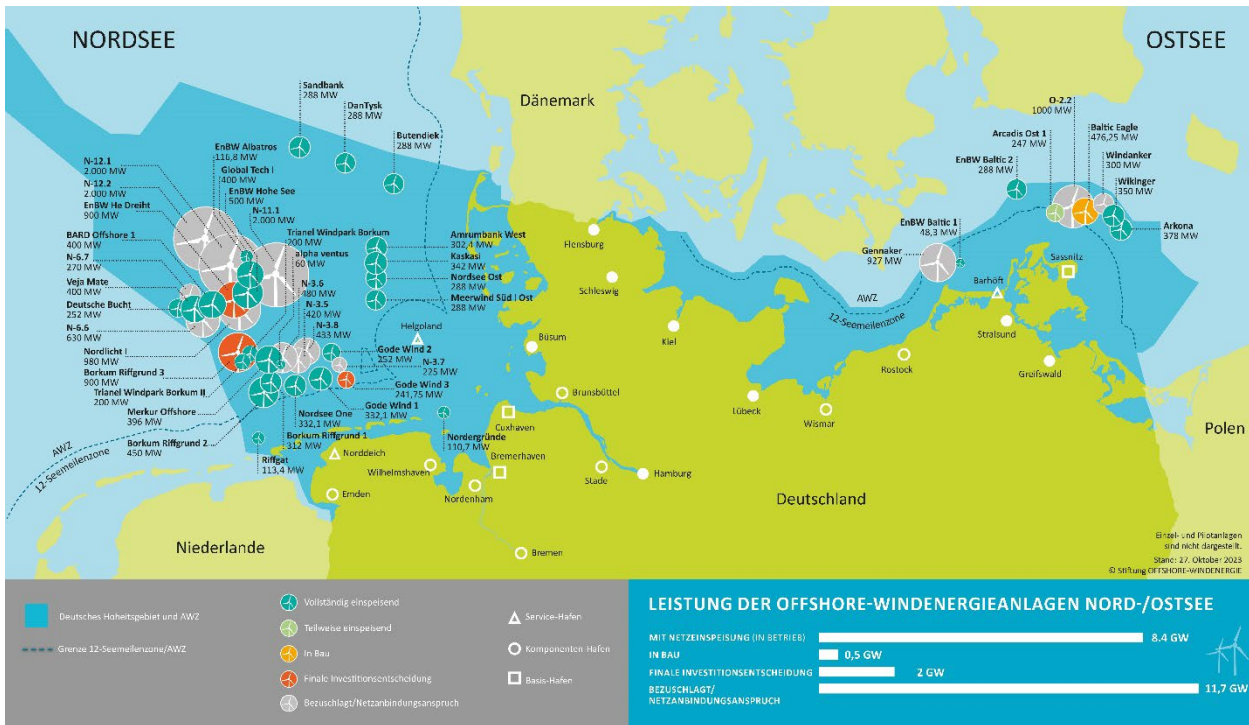 NORDSEE
OSTSEE
Dänemark
Sandbank
288 MW
DanTysk
288 MW
Butendiek
288 MW
EnBW Albatros
116,8 MW
Global Tech I
400 MW
EnBW Hohe See
500 MW
N-11.1
2.000 MW
N-12.1
2.000 MW
N-12.2
2.000 MW
EnBW He Dreiht
900 MW
BARD Offshore 1
400 MW
N-6.7
270 MW
Veja Mate
400 MW
Deutsche Bucht
252 MW
N-6.6
630 MW
Nordlicht I
980 MW
Borkum Riffgrund 3
900 MW
Trianel Windpark Borkum II
200 MW
Merkur Offshore
396 MW
Borkum Riffgrund 2
450 MW
Trianel Windpark Borkum
200 MW
alpha ventus
60 MW
N-3.6
480 MW
N-3.5
420 MW
N-3.8
433 MW
Amrumbank West
302,4 MW
Kaskasi
342 MW
Nordsee Ost
288 MW
Meerwind Süd I Ost
288 MW
Gode Wind 2
252 MW
N-3.7
225 MW
Gode Wind 3
241,75 MW
Gode Wind 1
332,1 MW
Nordsee One
332,1 MW
Borkum Riffgrund 1
312 MW
Riffgat
113,4 MW
Nordergründe
110,7 MW
AWZ
12-Seemeilenzone
Helgoland
Büsum
Brunsbüttel
Cuxhaven
Bremerhaven
Norddeich
Wilhelmshaven
Emden
Nordenham
Stade
Hamburg
Bremen
Niederlande
Flensburg
Schleswig
Kiel
Lübeck
Wismar
Rostock
Deutschland
AWZ
12-Seemeilenzone
O-2.2
1000 MW
Arcadis Ost 1
247 MW
Baltic Eagle
476,25 MW
Windanker
300 MW
Wikinger
350 MW
EnBW Baltic 2
288 MW
Arkona
378 MW
EnBW Baltic 1
48,3 MW
Gennaker
927 MW
Sassnitz
Barhöft
Stralsund
Greifswald
Polen
Einzel- und Pilotanlagen
sind nicht dargestellt.
Stand: 27. Oktober 2023
© Stiftung OFFSHORE-WINDENERGIE
Deutsches Hoheitsgebiet und AWZ
Grenze 12-Seemeilenzone/AWZ
Vollständig einspeisend
Teilweise einspeisend
In Bau
Finale Investitionsentscheidung
Bezuschlagt/Netzanbindungsanspruch
Service-Hafen
Komponenten-Hafen
Basis-Hafen
LEISTUNG DER OFFSHORE-WINDENERGIEANLAGEN NORD-/OSTSEE
MIT NETZEINSPEISUNG (IN BETRIEB)
8.4 GW
IN BAU
0,5 GW
FINALE INVESTITIONSENTSCHEIDUNG
2 GW
BEZUSCHLAGT/
NETZANBINDUNGSANSPRUCH
11,7 GW